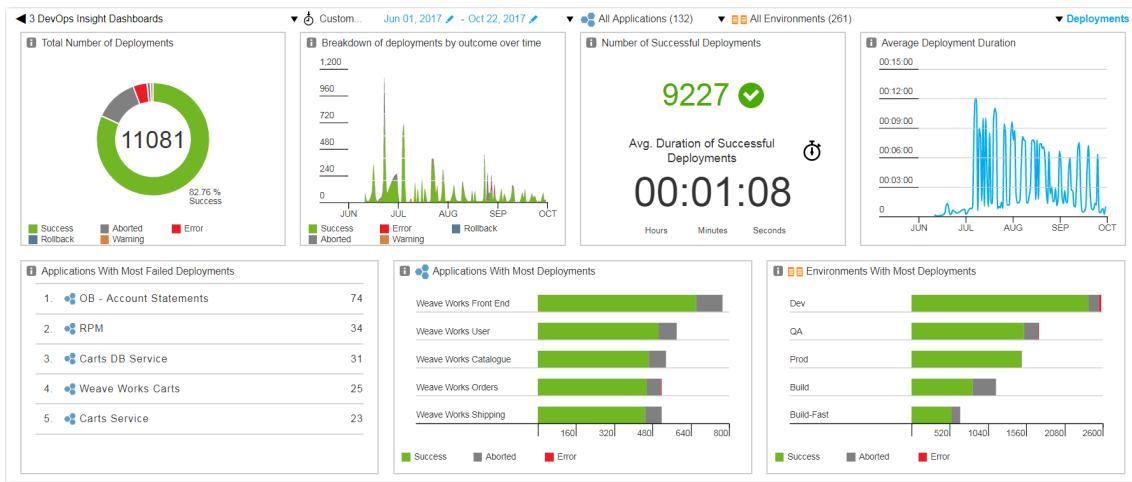 3 DevOps Insight Dashboards
Custom... Jun 01, 2017 - Oct 22, 2017
All Applications (132)
All Environments (261)
Deployments
Total Number of Deployments
11081
82.76 %
Success
Success Aborted Error
Rollback Warning
Breakdown of deployments by outcome over time
1,200
960
720
480
240
0
JUN JUL AUG SEP OCT
Success Error Rollback
Aborted Warning
Number of Successful Deployments
9227
Avg. Duration of Successful
Deployments
00:01:08
Hours Minutes Seconds
Average Deployment Duration
00:15:00
00:12:00
00:09:00
00:06:00
00:03:00
0
JUN JUL AUG SEP OCT
Applications With Most Failed Deployments
1. OB - Account Statements 74
2. RPM 34
3. Carts DB Service 31
4. Weave Works Carts 25
5. Carts Service 23
Applications With Most Deployments
Weave Works Front End
Weave Works User
Weave Works Catalogue
Weave Works Orders
Weave Works Shipping
160 320 480 640 800
Success Aborted Error
Environments With Most Deployments
Dev
QA
Prod
Build
Build-Fast
520 1040 1560 2080 2600
Success Aborted Error